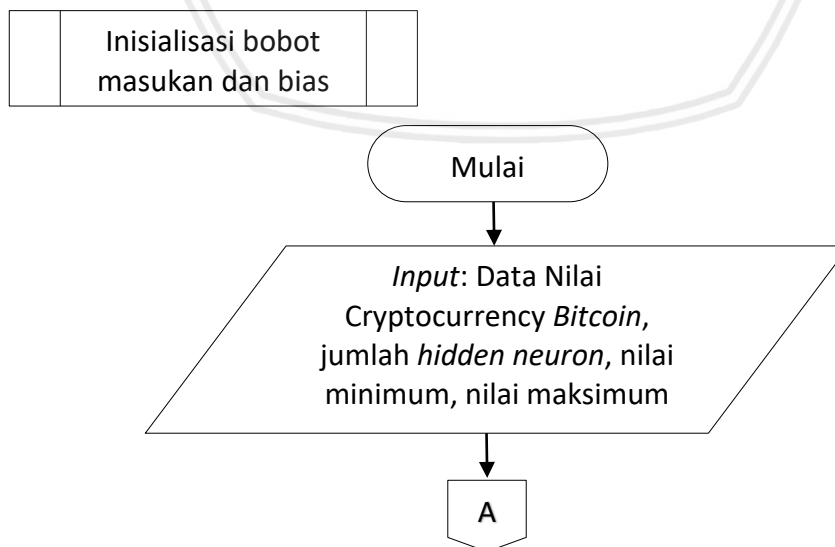 Inisialisasi bobot
masukan dan bias
Mulai
Input: Data Nilai
Cryptocurrency Bitcoin,
jumlah hidden neuron, nilai
minimum, nilai maksimum
A